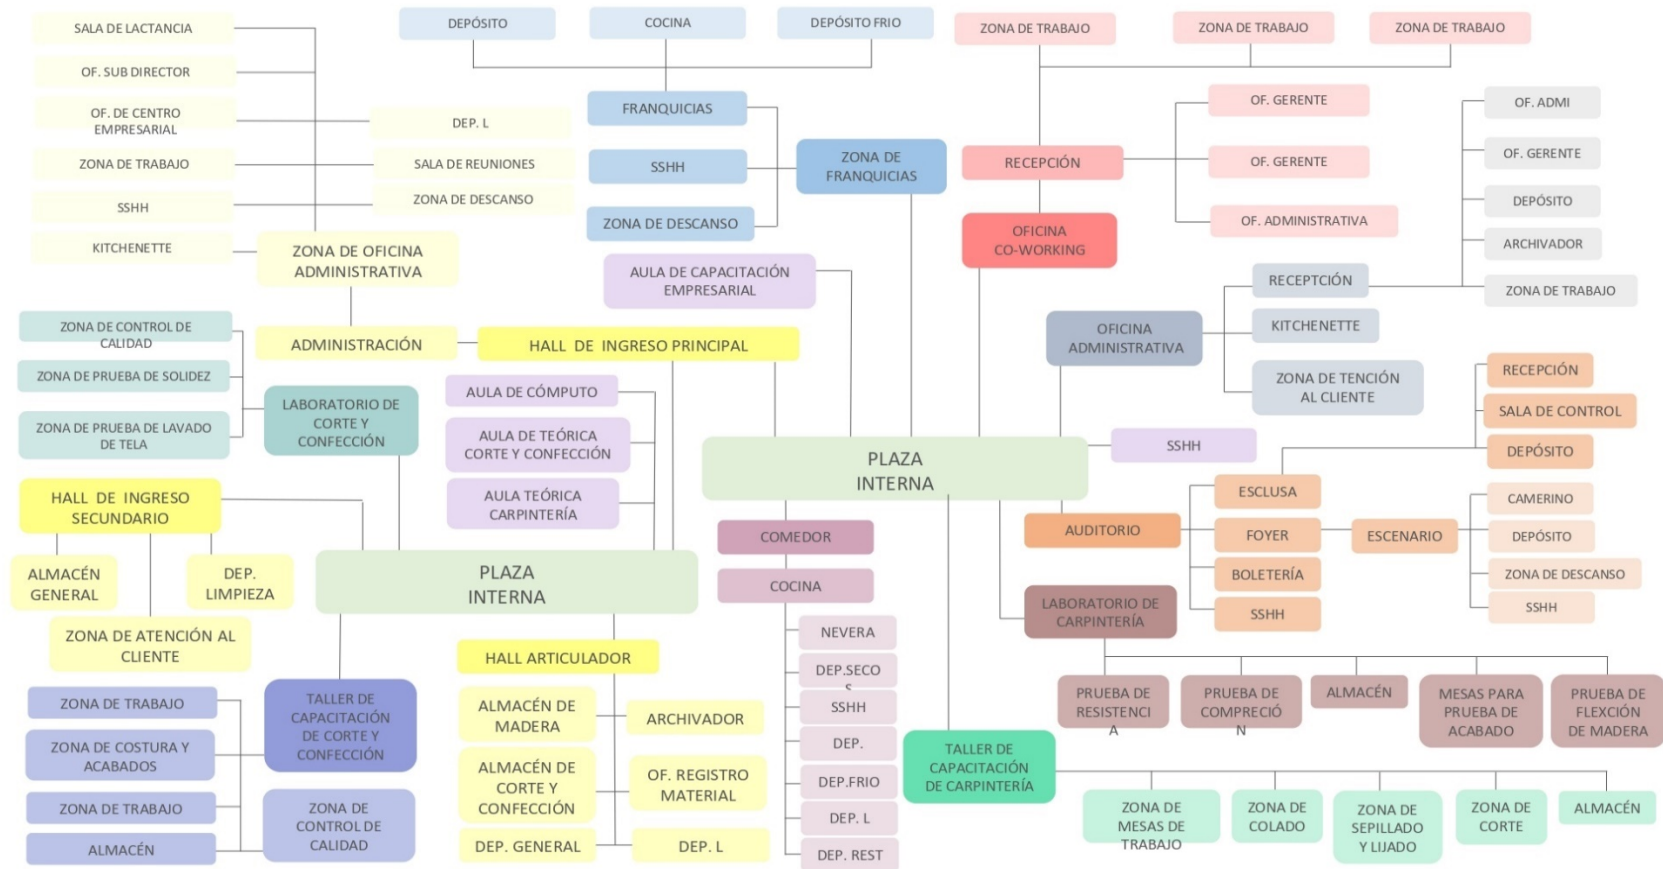 SALA DE LACTANCIA
OF. SUB DIRECTOR
OF. DE CENTRO
EMPRESARIAL
ZONA DE TRABAJO
SSHH
KITCHENETTE
DEP. L
SALA DE REUNIONES
ZONA DE DESCANSO
ZONA DE OFICINA
ADMINISTRATIVA
ADMINISTRACIÓN
HALL DE INGRESO PRINCIPAL
DEPÓSITO
COCINA
DEPÓSITO FRIO
FRANQUICIAS
SSHH
ZONA DE DESCANSO
ZONA DE
FRANQUICIAS
AULA DE CAPACITACIÓN
EMPRESARIAL
ZONA DE TRABAJO
ZONA DE TRABAJO
ZONA DE TRABAJO
RECEPCIÓN
OFICINA
CO-WORKING
OF. GERENTE
OF. GERENTE
OF. ADMINISTRATIVA
OF. ADMI
OF. GERENTE
DEPÓSITO
ARCHIVADOR
ZONA DE TRABAJO
RECEPTCIÓN
KITCHENETTE
ZONA DE TENCIÓN
AL CLIENTE
OFICINA
ADMINISTRATIVA
ZONA DE CONTROL DE
CALIDAD
ZONA DE PRUEBA DE SOLIDEZ
ZONA DE PRUEBA DE LAVADO
DE TELA
LABORATORIO DE
CORTE Y
CONFECCIÓN
AULA DE CÓMPUTO
AULA DE TEÓRICA
CORTE Y CONFECCIÓN
AULA TEÓRICA
CARPINTERÍA
PLAZA
INTERNA
SSHH
RECEPCIÓN
SALA DE CONTROL
DEPÓSITO
AUDITORIO
ESCLUSA
FOYER
BOLETERÍA
SSHH
ESCENARIO
CAMERINO
DEPÓSITO
ZONA DE DESCANSO
SSHH
HALL DE INGRESO
SECUNDARIO
ALMACÉN
GENERAL
DEP.
LIMPIEZA
ZONA DE ATENCIÓN AL
CLIENTE
PLAZA
INTERNA
COMEDOR
COCINA
NEVERA
DEP.SECO
S
SSHH
DEP.
DEP.FRIO
DEP. L
DEP. REST
LABORATORIO DE
CARPINTERÍA
PRUEBA DE
RESISTENCI
A
PRUEBA DE
COMPRECIÓ
N
ALMACÉN
MESAS PARA
PRUEBA DE
ACABADO
PRUEBA DE
FLEXCIÓN
DE MADERA
ZONA DE TRABAJO
ZONA DE COSTURA Y
ACABADOS
ZONA DE TRABAJO
ALMACÉN
TALLER DE
CAPACITACIÓN
DE CORTE Y
CONFECCIÓN
ZONA DE
CONTROL DE
CALIDAD
HALL ARTICULADOR
ALMACÉN DE
MADERA
ARCHIVADOR
ALMACÉN DE
CORTE Y
CONFECCIÓN
OF. REGISTRO
MATERIAL
DEP. GENERAL
DEP. L
TALLER DE
CAPACITACIÓN
DE CARPINTERÍA
ZONA DE
MESAS DE
TRABAJO
ZONA DE
COLADO
ZONA DE
SEPILLADO
Y LIJADO
ZONA DE
CORTE
ALMACÉN